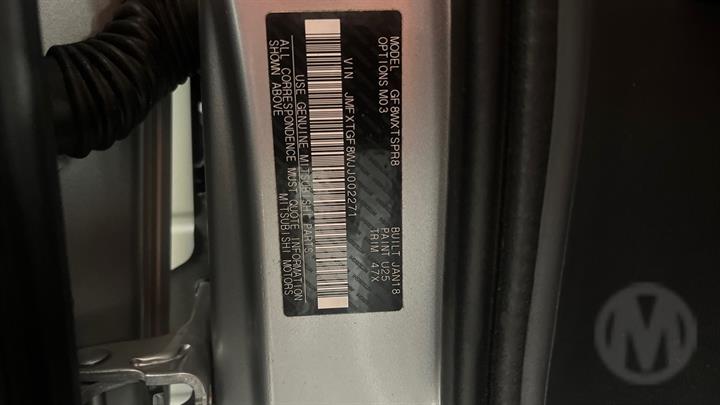 MODEL GF8WXTSPR8
OPTIONS M03
BUILT JAN18
PAINT U25
TRIM 47X
VIN JMFXTGF8WJJ002271
USE GENUINE MITSUBISHI PARTS
ALL CORRESPONDENCE MUST QUOTE INFORMATION
SHOWN ABOVE MITSUBISHI MOTORS
M